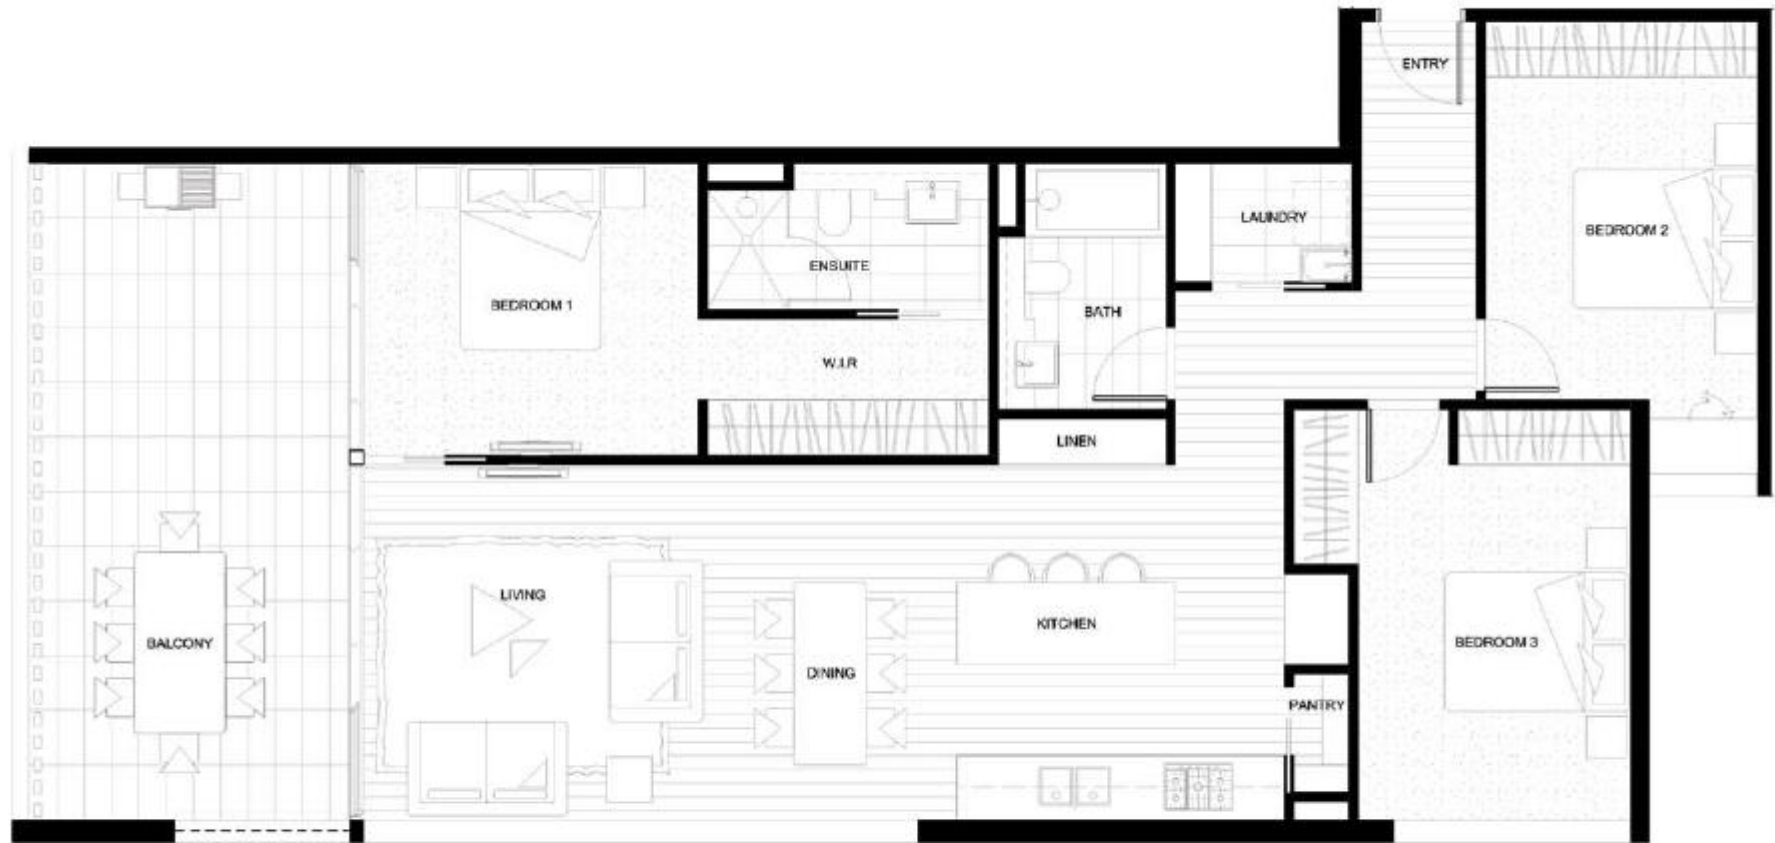 ENTRY
LAUNDRY
BEDROOM 2
ENSUITE
BEDROOM 1
BATH
W.I.R
LINEN
LIVING
KITCHEN
BALCONY
DINING
BEDROOM 3
PANTRY